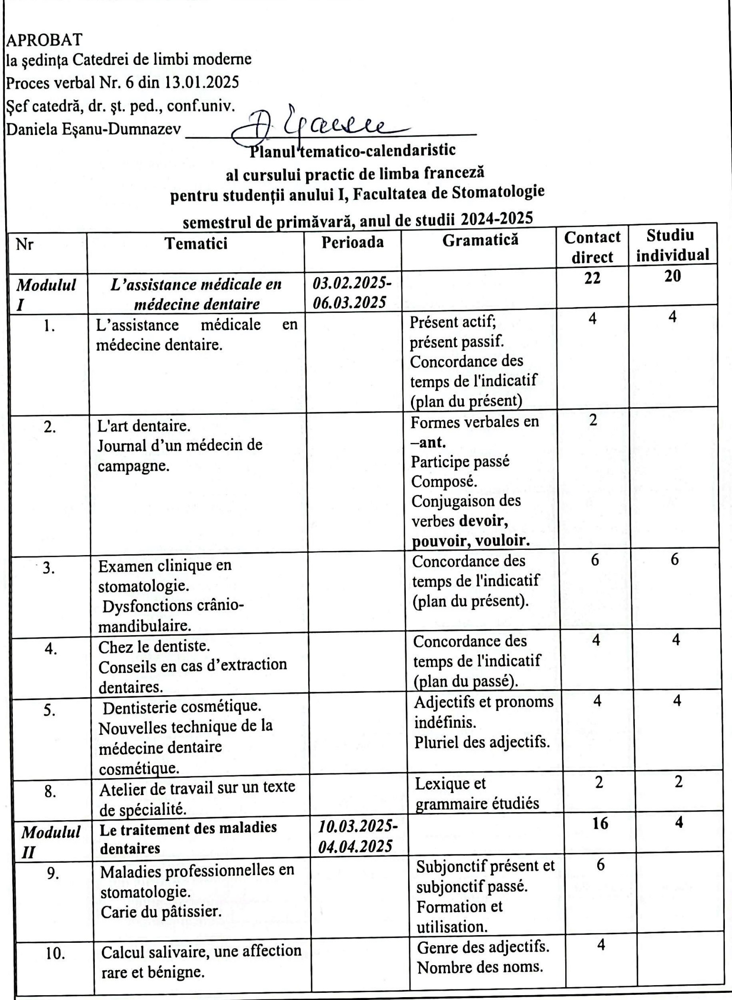 APROBAT
la ședința Catedrei de limbi moderne
Proces verbal Nr. 6 din 13.01.2025
Șef catedră, dr. șt. ped., conf.univ.
Daniela Eșanu-Dumnazev
Planul tematico-calendaristic
al cursului practic de limba franceză
pentru studenții anului I, Facultatea de Stomatologie
semestrul de primăvară, anul de studii 2024-2025
Nr Tematici Perioada Gramatică Contact Studiu
direct individual
Modulul L’assistance médicale en 03.02.2025- 22 20
I médecine dentaire 06.03.2025
1. L’assistance médicale en Présent actif; 4 4
médecine dentaire. présent passif.
Concordance des
temps de l'indicatif
(plan du présent)
2. L'art dentaire. Formes verbales en 2
Journal d’un médecin de –ant.
campagne. Participe passé
Composé.
Conjugaison des
verbes devoir,
pouvoir, vouloir.
3. Examen clinique en Concordance des 6 6
stomatologie. temps de l'indicatif
Dysfonctions crânio- (plan du présent).
mandibulaire.
4. Chez le dentiste. Concordance des 4 4
Conseils en cas d’extraction temps de l'indicatif
dentaires. (plan du passé).
5. Dentisterie cosmétique. Adjectifs et pronoms 4 4
Nouvelles technique de la indéfinis.
médecine dentaire Pluriel des adjectifs.
cosmétique.
8. Atelier de travail sur un texte Lexique et 2 2
de spécialité. grammaire étudiés
Modulul Le traitement des maladies 10.03.2025- 16 4
II dentaires 04.04.2025
9. Maladies professionnelles en Subjonctif présent et 6
stomatologie. subjonctif passé.
Carie du pâtissier. Formation et
utilisation.
10. Calcul salivaire, une affection Genre des adjectifs. 4
rare et bénigne. Nombre des noms.